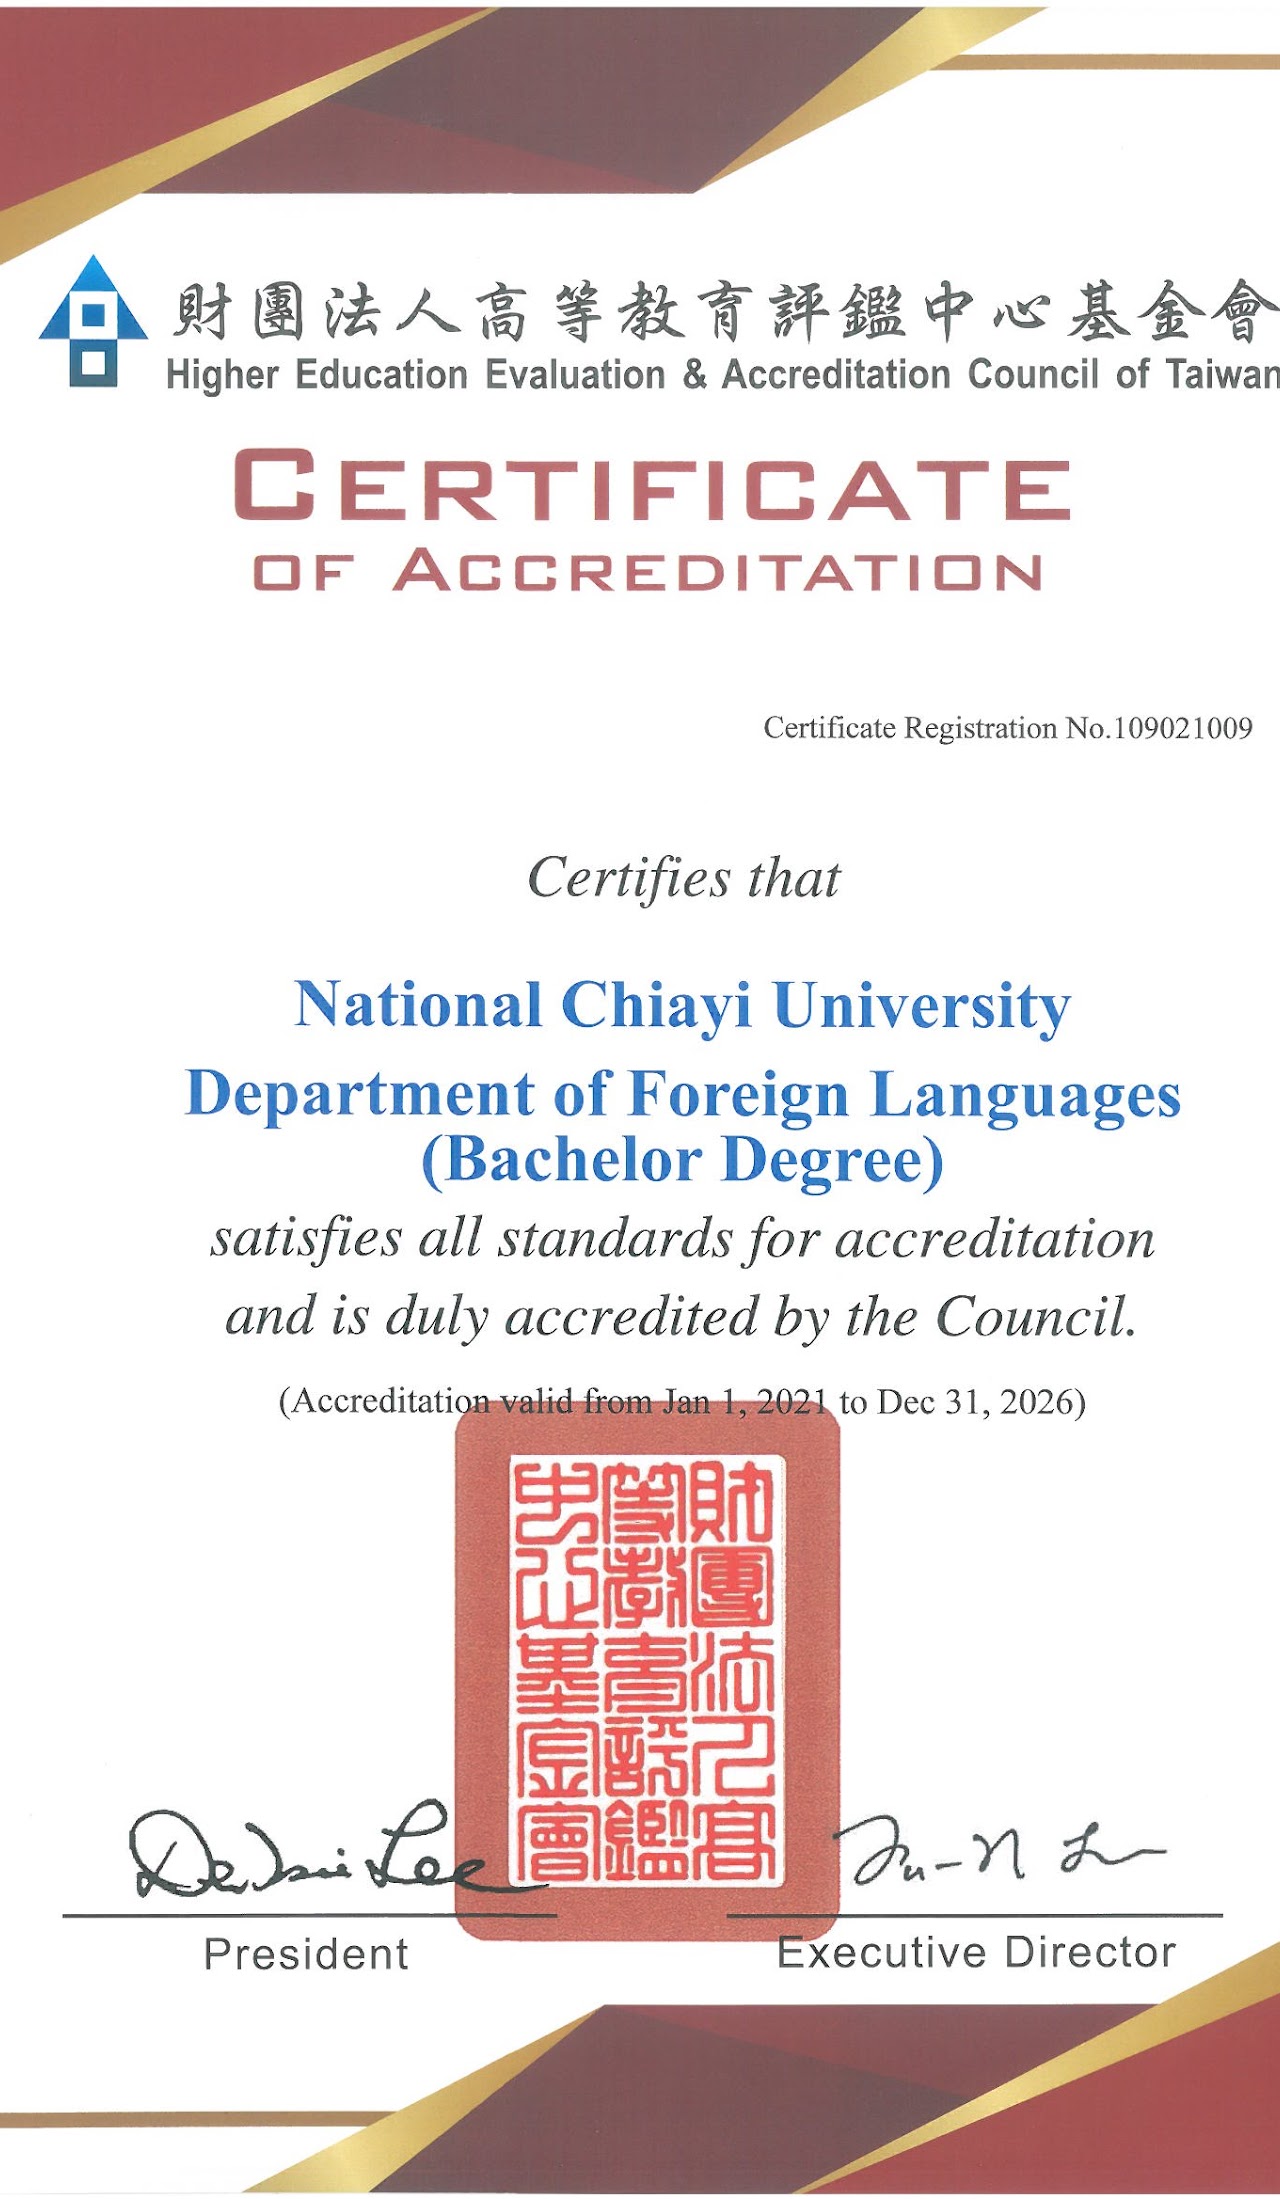 財團法人高等教育評鑑中心基金會
Higher Education Evaluation & Accreditation Council of Taiwan
CERTIFICATE
OF ACCREDITATION
Certificate Registration No.109021009
Certifies that
National Chiayi University
Department of Foreign Languages
(Bachelor Degree)
satisfies all standards for accreditation
and is duly accredited by the Council.
(Accreditation valid from Jan 1, 2021 to Dec 31, 2026)
財團法人高
等教育評鑑
中心基金會
Lee
President
Executive Director